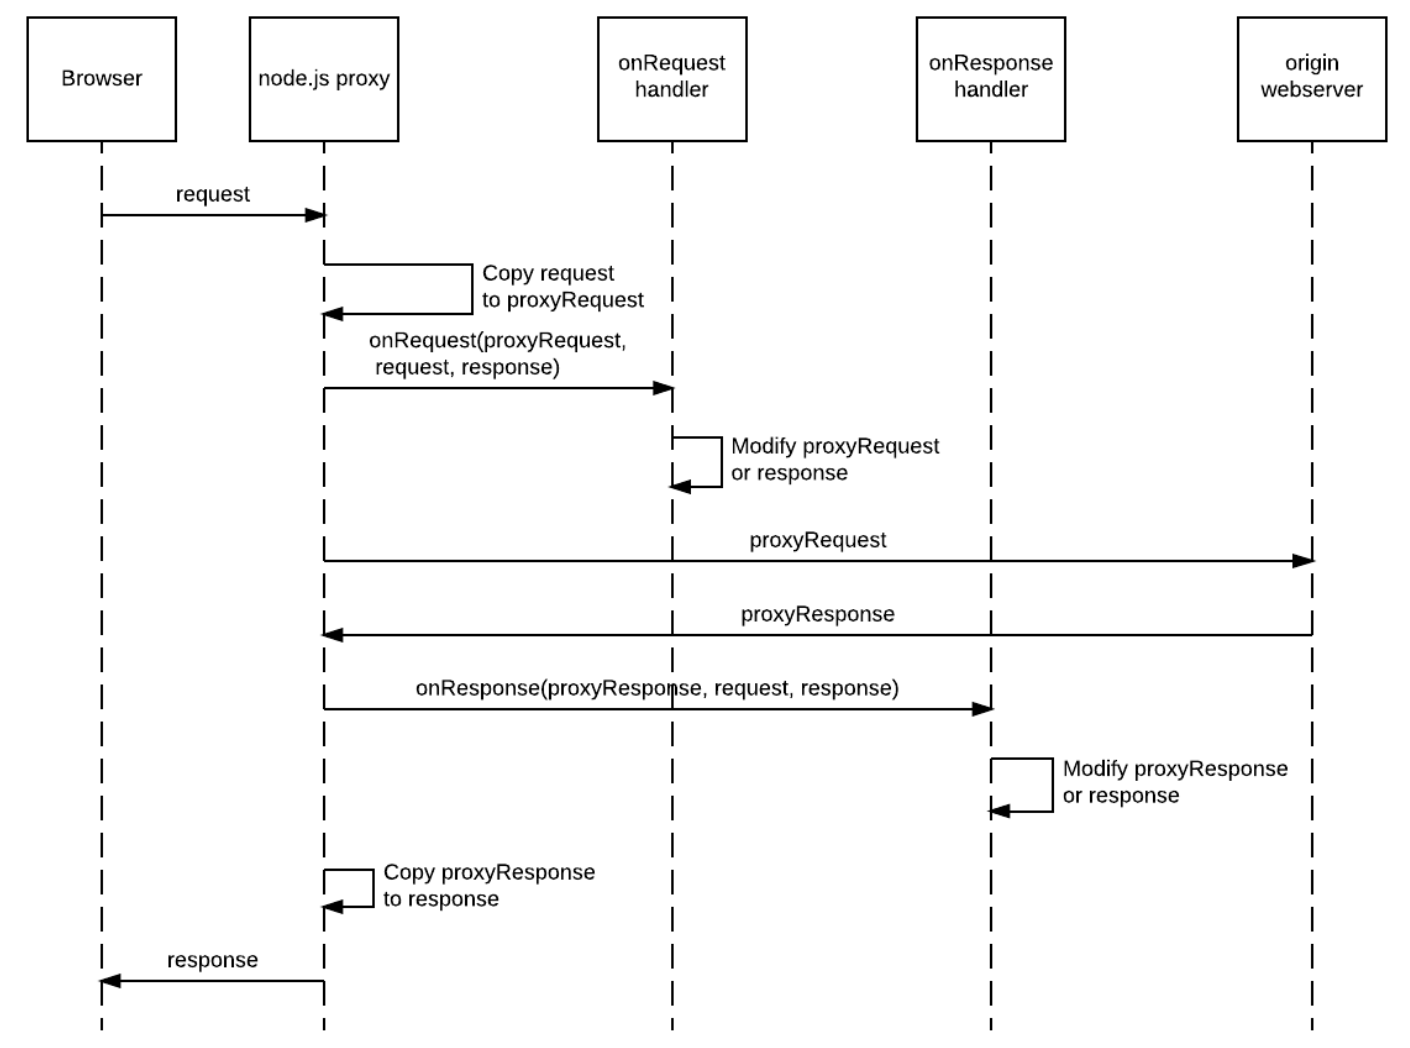 Browser
node.js proxy
onRequest
handler
onResponse
handler
origin
webserver
request
Copy request
to proxyRequest
onRequest(proxyRequest,
request, response)
Modify proxyRequest
or response
proxyRequest
proxyResponse
onResponse(proxyResponse, request, response)
Modify proxyResponse
or response
Copy proxyResponse
to response
response